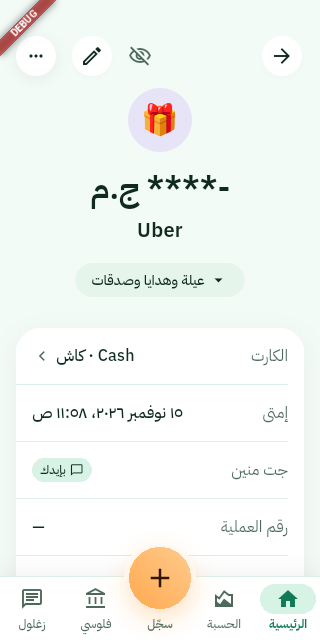 DEBUG
-**** ج.م
Uber
عيلة وهدايا وصدقات
الكارت
Cash · كاش
إمتى
١٥ نوفمبر ٢٠٢٦، ١١:٥٨ ص
جت منين
بإيدك
رقم العملية
—
الرئيسية
الحسبة
سجّل
فلوسي
زغلول